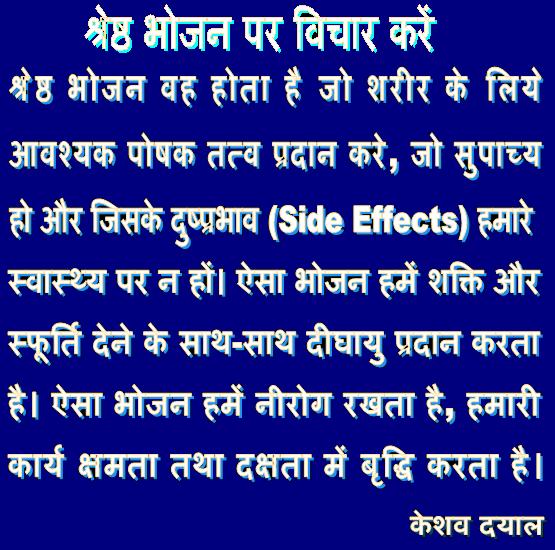 श्रेष्ठ भोजन पर विचार करें
श्रेष्ठ भोजन वह होता है जो शरीर के लिये
आवश्यक पोषक तत्व प्रदान करे, जो सुपाच्य
हो और जिसके दुष्प्रभाव (Side Effects) हमारे
स्वास्थ्य पर न हों। ऐसा भोजन हमें शक्ति और
स्फूर्ति देने के साथ-साथ दीघायु प्रदान करता
है। ऐसा भोजन हमें नीरोग रखता है, हमारी
कार्य क्षमता तथा दक्षता में बृद्धि करता है।
केशव दयाल